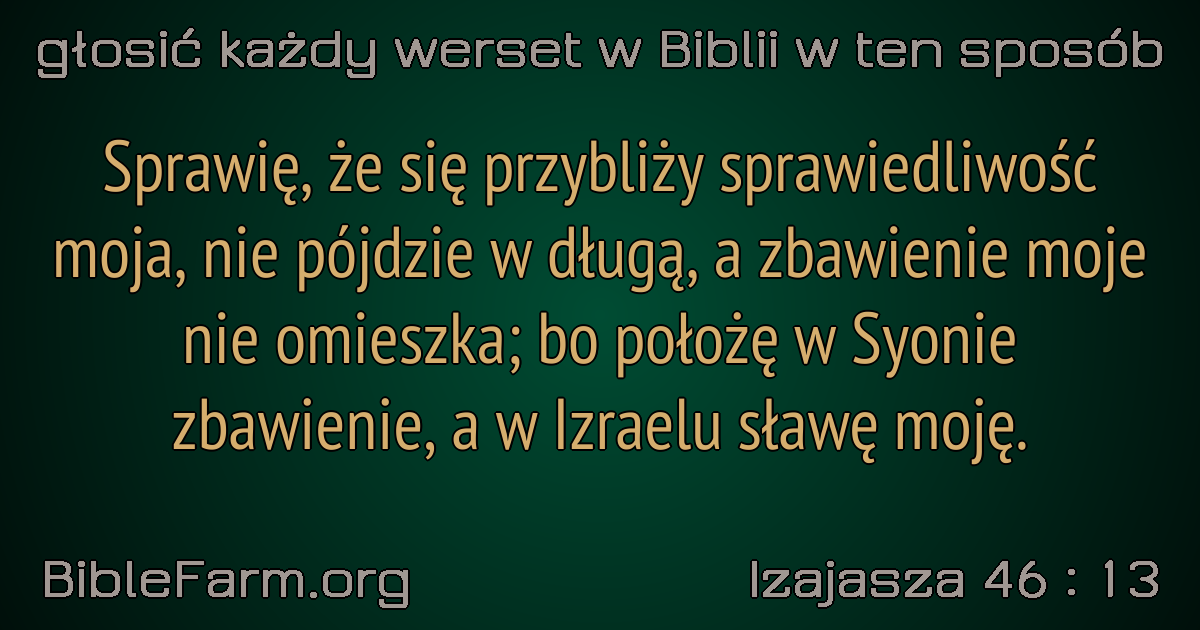 głosić każdy werset w Biblii w ten sposób
Sprawię, że się przybliży sprawiedliwość
moja, nie pójdzie w długą, a zbawienie moje
nie omieszka; bo położę w Syonie
zbawienie, a w Izraelu sławę moję.
BibleFarm.org
Izajasza 46 : 13